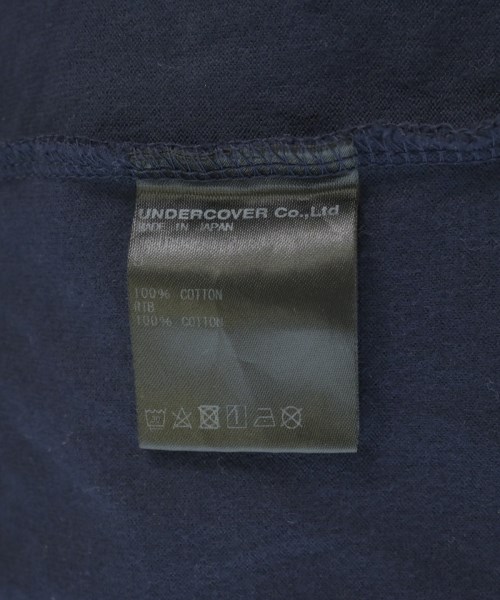 UNDERCOVER Co.,Ltd
MADE IN JAPAN
100% COTTON
RIB
100% COTTON